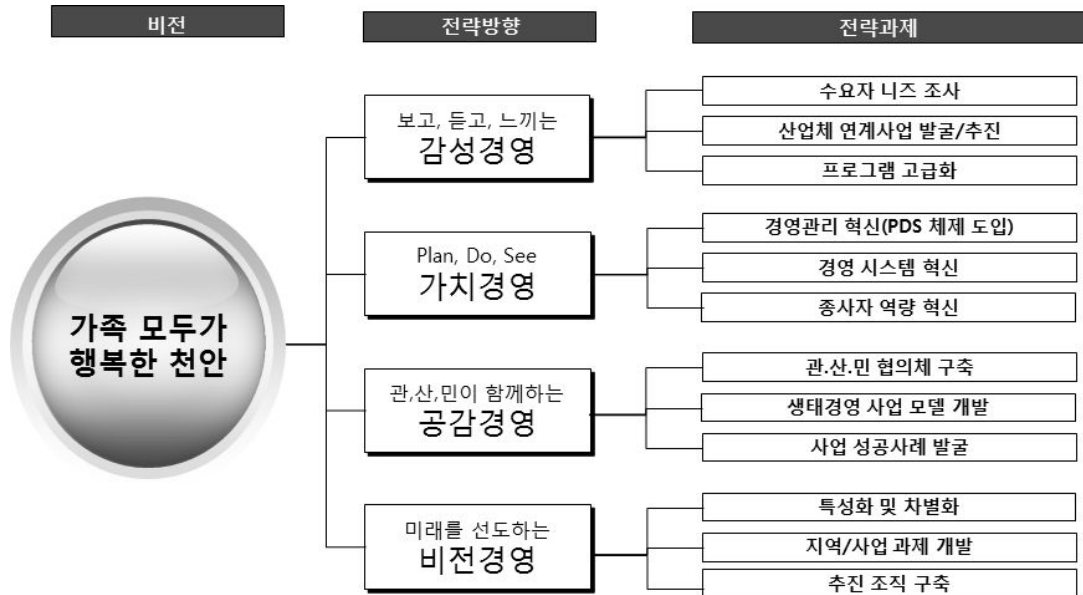 비전
전략방향
전략과제
가족 모두가
행복한 천안
보고, 듣고, 느끼는
감성경영
수요자 니즈 조사
산업체 연계사업 발굴/추진
프로그램 고급화
Plan, Do, See
가치경영
경영관리 혁신(PDS 체제 도입)
경영 시스템 혁신
종사자 역량 혁신
관,산,민이 함께하는
공감경영
관.산.민 협의체 구축
생태경영 사업 모델 개발
사업 성공사례 발굴
미래를 선도하는
비전경영
특성화 및 차별화
지역/사업 과제 개발
추진 조직 구축